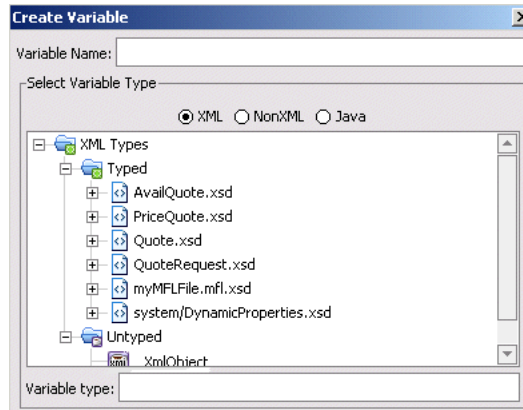 Create Variable
Variable Name:
Select Variable Type
XML NonXML Java
XML Types
Typed
AvailQuote.xsd
PriceQuote.xsd
Quote.xsd
QuoteRequest.xsd
myMFLFile.mfl.xsd
system/DynamicProperties.xsd
Untyped
XmlObject
Variable type: